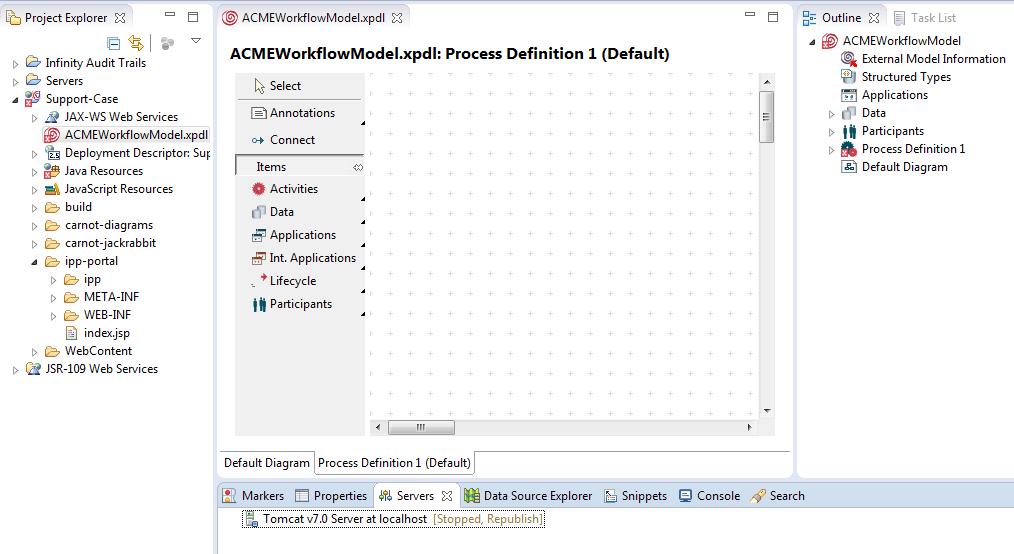 Project Explorer
Infinity Audit Trails
Servers
Support-Case
JAX-WS Web Services
ACMEWorkflowModel.xpdl
Deployment Descriptor: Sup
Java Resources
JavaScript Resources
build
carnot-diagrams
carnot-jackrabbit
ipp-portal
ipp
META-INF
WEB-INF
index.jsp
WebContent
JSR-109 Web Services
ACMEWorkflowModel.xpdl
ACMEWorkflowModel.xpdl: Process Definition 1 (Default)
Select
Annotations
Connect
Items
Activities
Data
Applications
Int. Applications
Lifecycle
Participants
Default Diagram
Process Definition 1 (Default)
Outline
Task List
ACMEWorkflowModel
External Model Information
Structured Types
Applications
Data
Participants
Process Definition 1
Default Diagram
Markers
Properties
Servers
Data Source Explorer
Snippets
Console
Search
Tomcat v7.0 Server at localhost [Stopped, Republish]